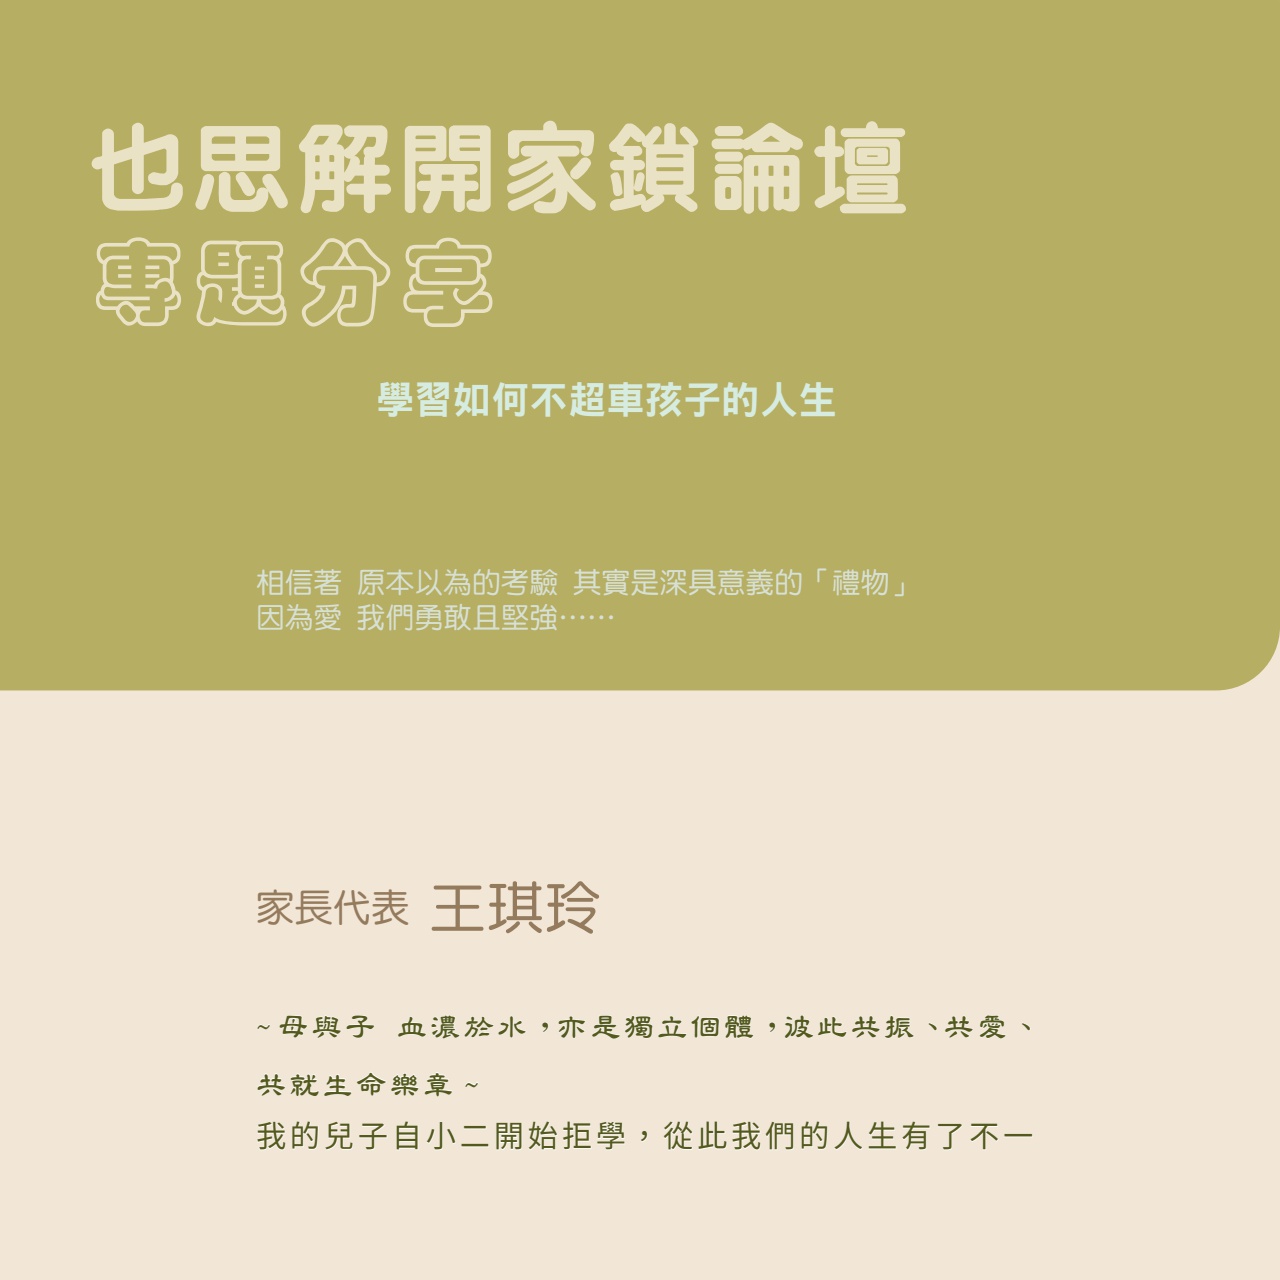 也思解開家鎖論壇
專題分享
學習如何不超車孩子的人生
相信著 原本以為的考驗 其實是深具意義的「禮物」
因為愛 我們勇敢且堅強……
家長代表 王琪玲
~母與子 血濃於水，亦是獨立個體，彼此共振、共愛、
共就生命樂章 ~
我的兒子自小二開始拒學，從此我們的人生有了不一